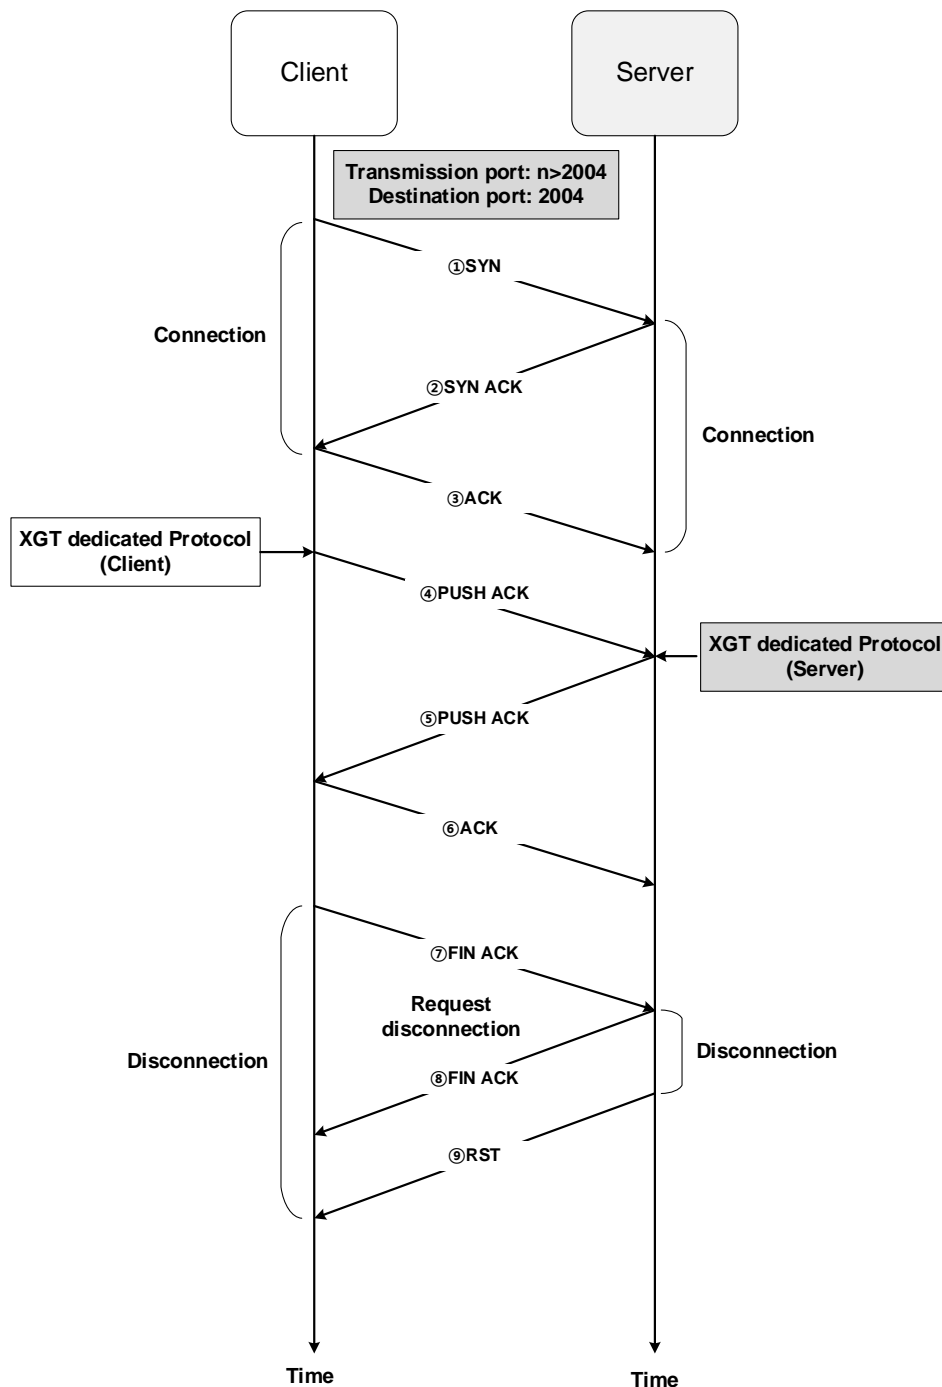 Client
Server
Transmission port: n>2004
Destination port: 2004
①SYN
Connection
②SYN ACK
Connection
③ACK
XGT dedicated Protocol
(Client)
④PUSH ACK
XGT dedicated Protocol
(Server)
⑤PUSH ACK
⑥ACK
⑦FIN ACK
Request
disconnection
Disconnection
Disconnection
⑧FIN ACK
⑨RST
Time
Time